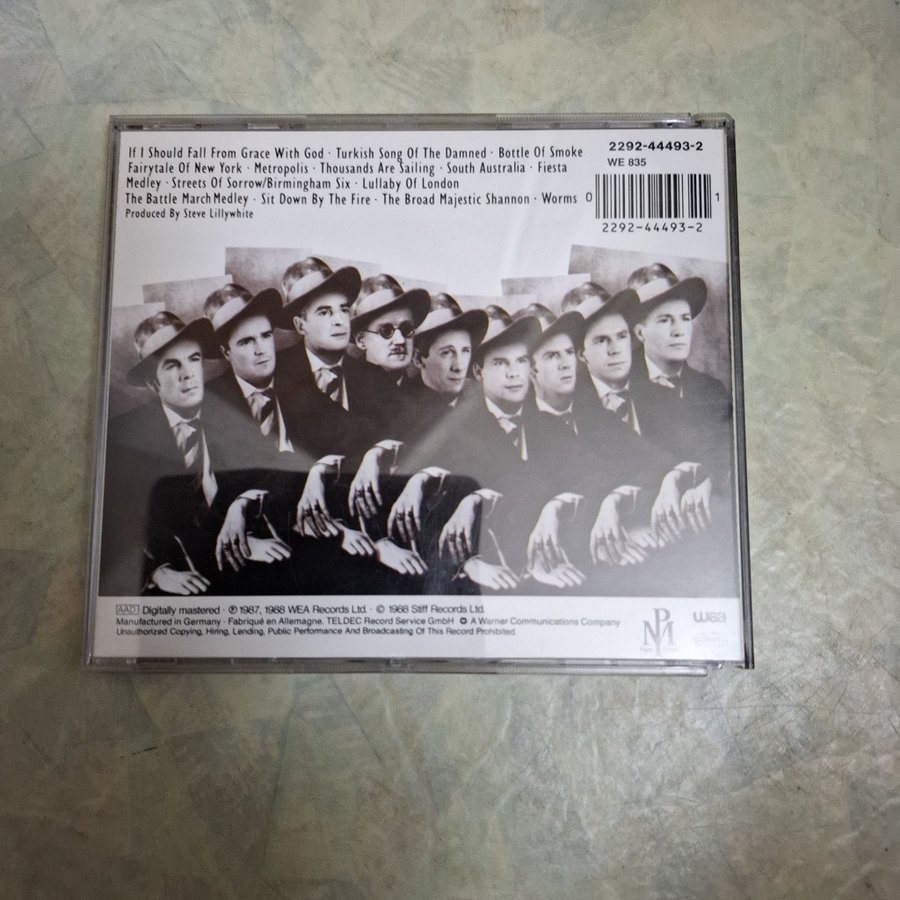 If I Should Fall From Grace With God · Turkish Song Of The Damned · Bottle Of Smoke
Fairytale Of New York · Metropolis · Thousands Are Sailing · South Australia · Fiesta
Medley · Streets Of Sorrow/Birmingham Six · Lullaby Of London
The Battle March Medley · Sit Down By The Fire · The Broad Majestic Shannon · Worms
Produced By Steve Lillywhite
2292-44493-2
WE 835
0 1
2292-44493-2
AAD Digitally mastered · ℗ 1987, 1988 WEA Records Ltd. · © 1988 Stiff Records Ltd.
Manufactured in Germany · Fabriqué en Allemagne. TELDEC Record Service GmbH A Warner Communications Company
Unauthorized Copying, Hiring, Lending, Public Performance And Broadcasting Of This Record Prohibited.
PM
wea